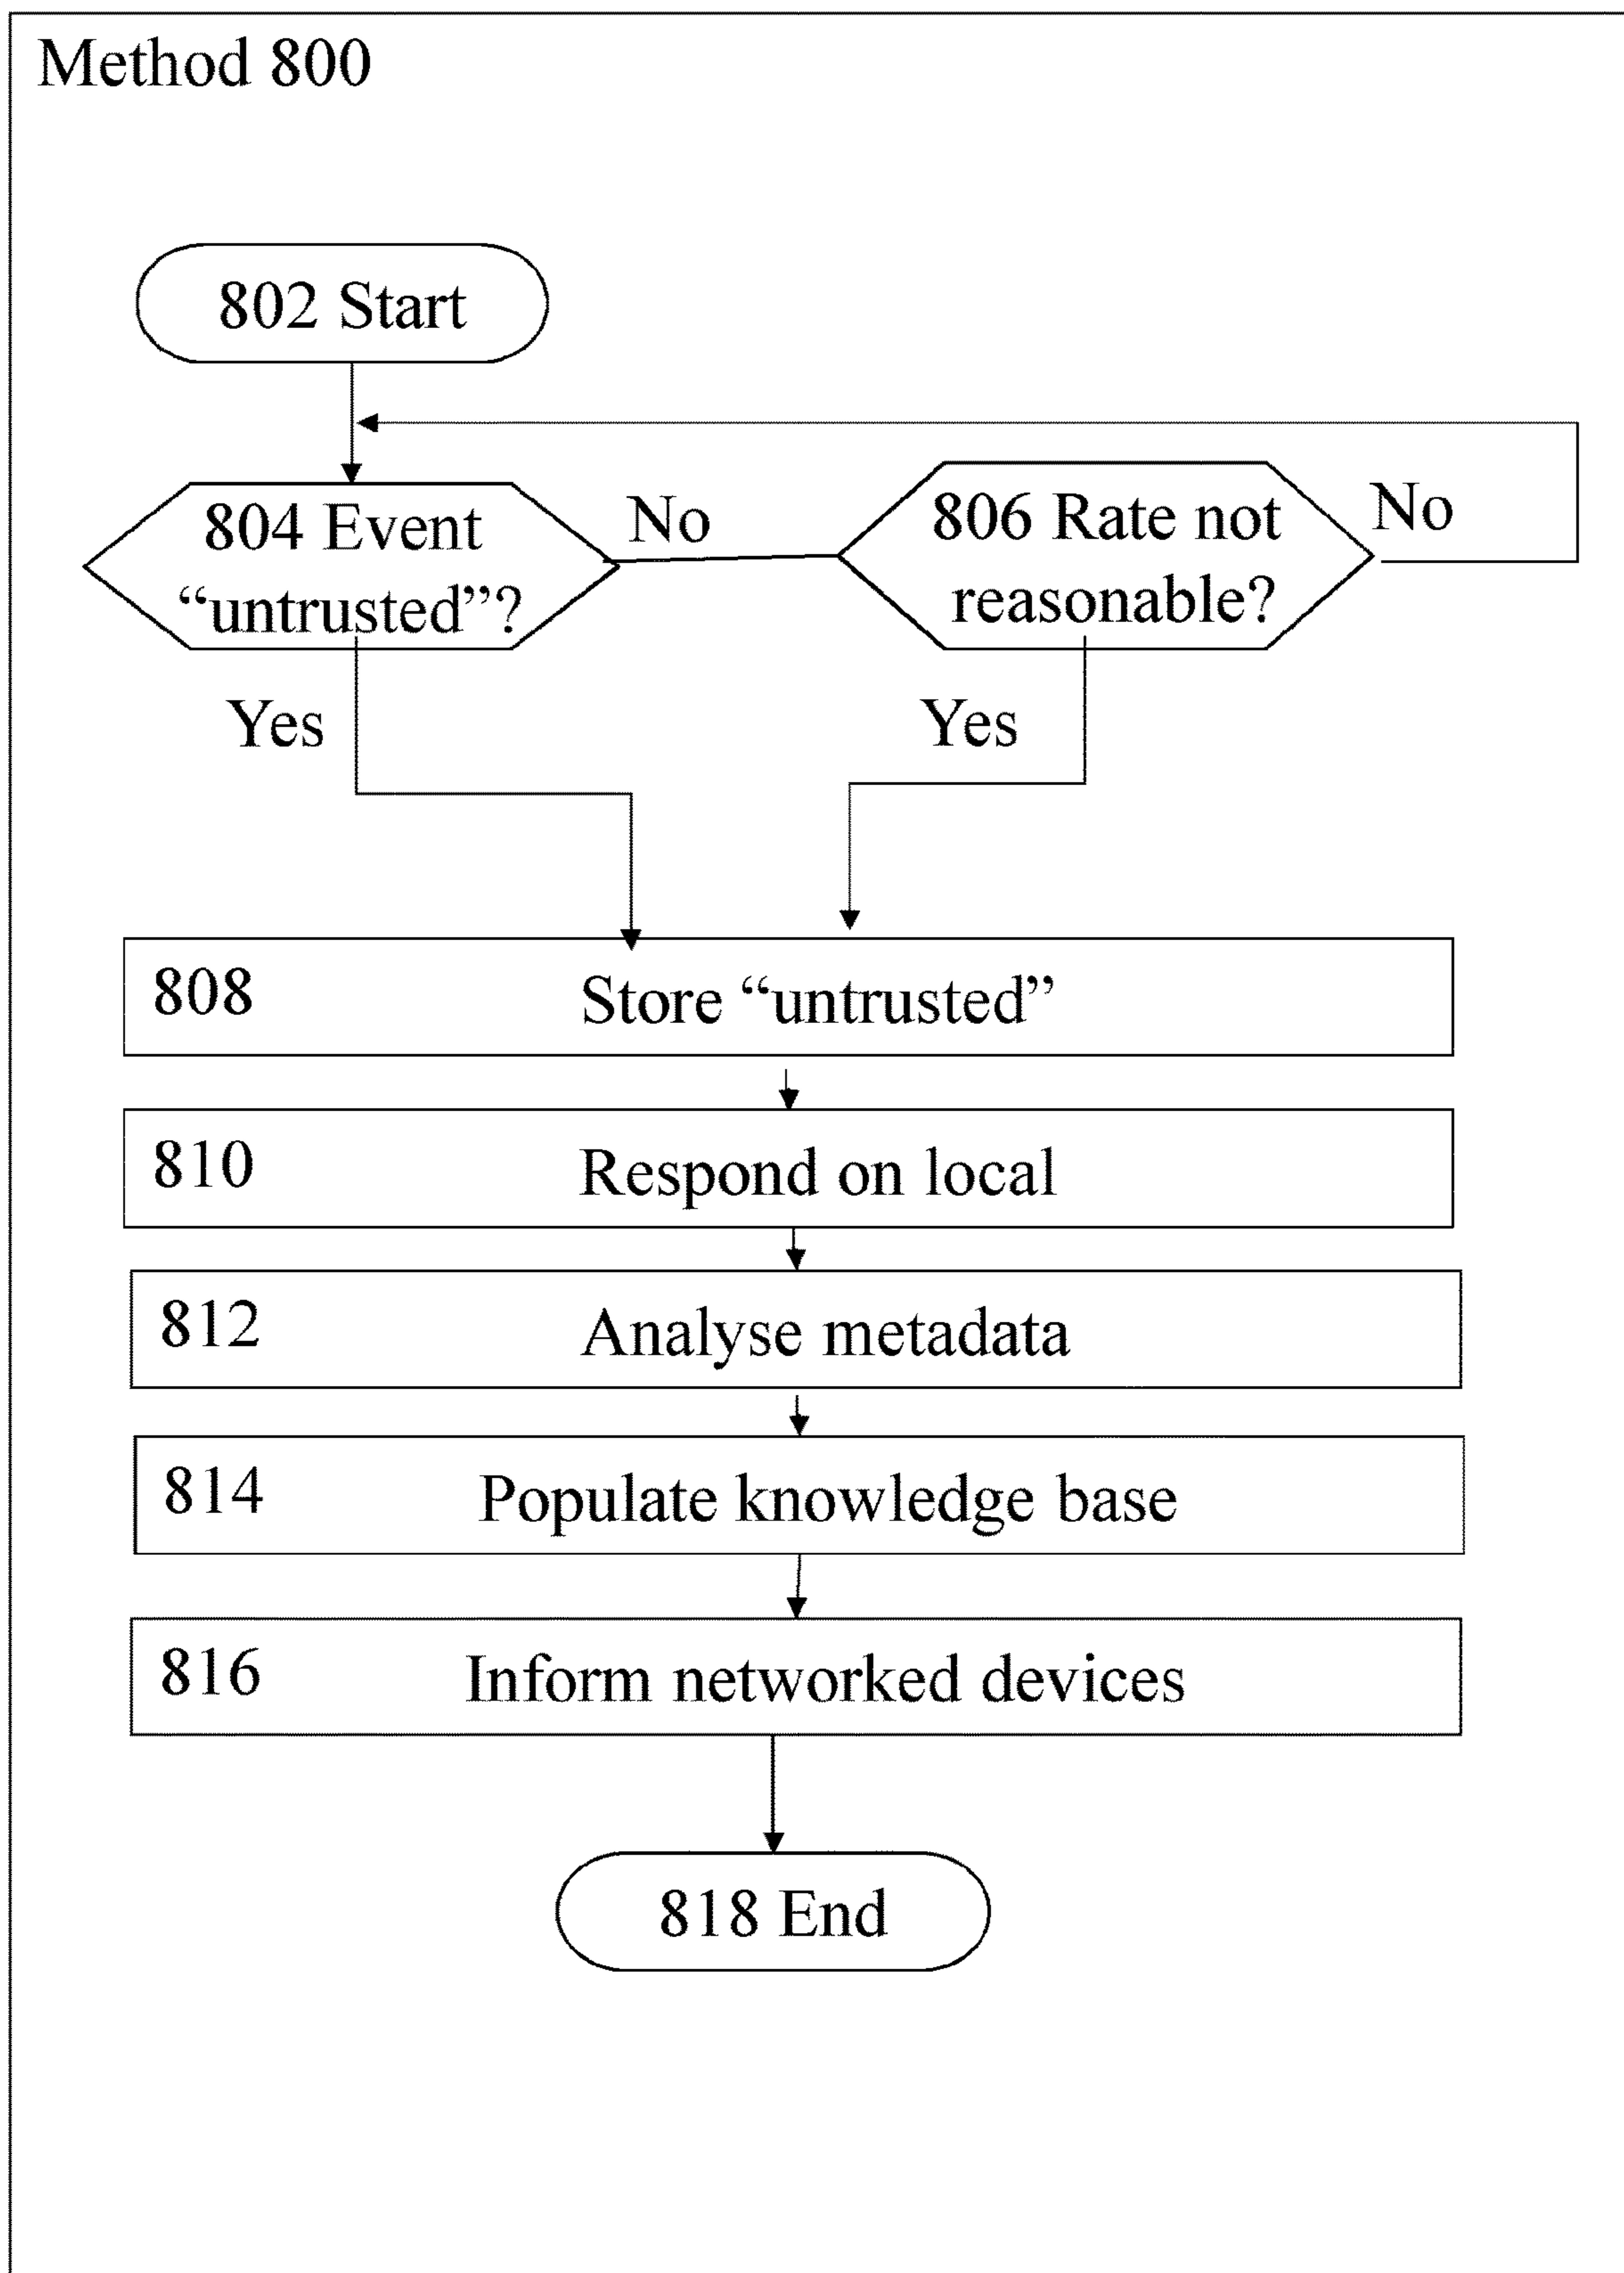 Method 800
802 Start
804 Event
“untrusted”?
No
806 Rate not
reasonable?
No
Yes
Yes
808 Store “untrusted”
810 Respond on local
812 Analyse metadata
814 Populate knowledge base
816 Inform networked devices
818 End